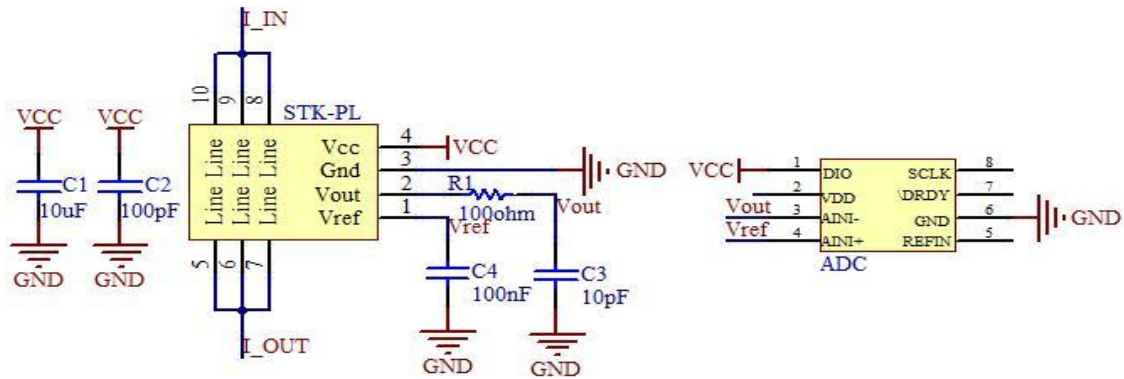 I_IN
10 9 8
STK-PL
VCC
C1
10uF
GND
VCC
C2
100pF
GND
Line Line
Line Line
Line Line
Vcc 4 VCC
Gnd 3 GND
Vout 2 R1 100ohm Vout
Vref 1 Vref
5 6 7
I_OUT
C4
100nF
GND
C3
10pF
GND
VCC 1 DIO SCLK 8
2 VDD \DRDY 7
Vout 3 AINI- GND 6 GND
Vref 4 AINI+ REFIN 5
ADC